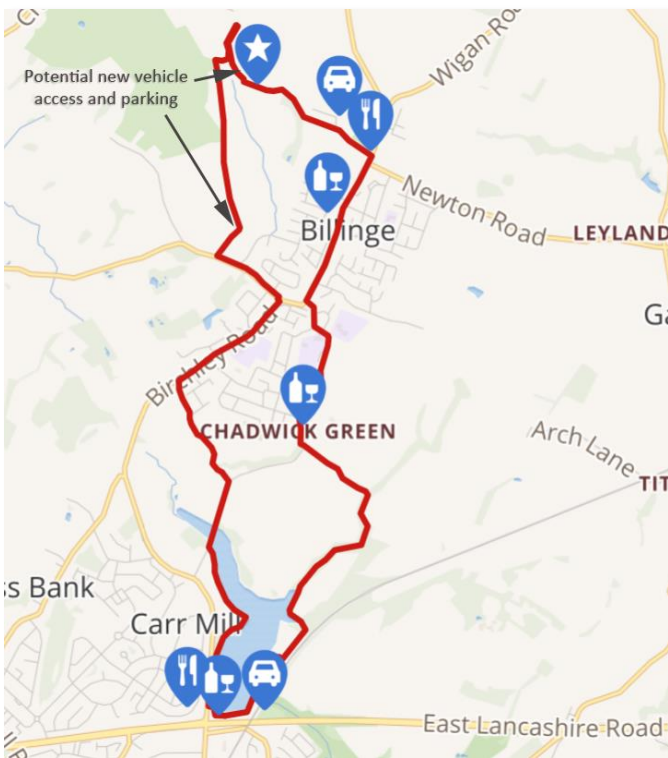 Wigan Road
Potential new vehicle
access and parking
Newton Road
Billinge
LEYLAND
Ga
Birchley Road
CHADWICK GREEN
Arch Lane
TIT
ss Bank
Carr Mill
East Lancashire Road